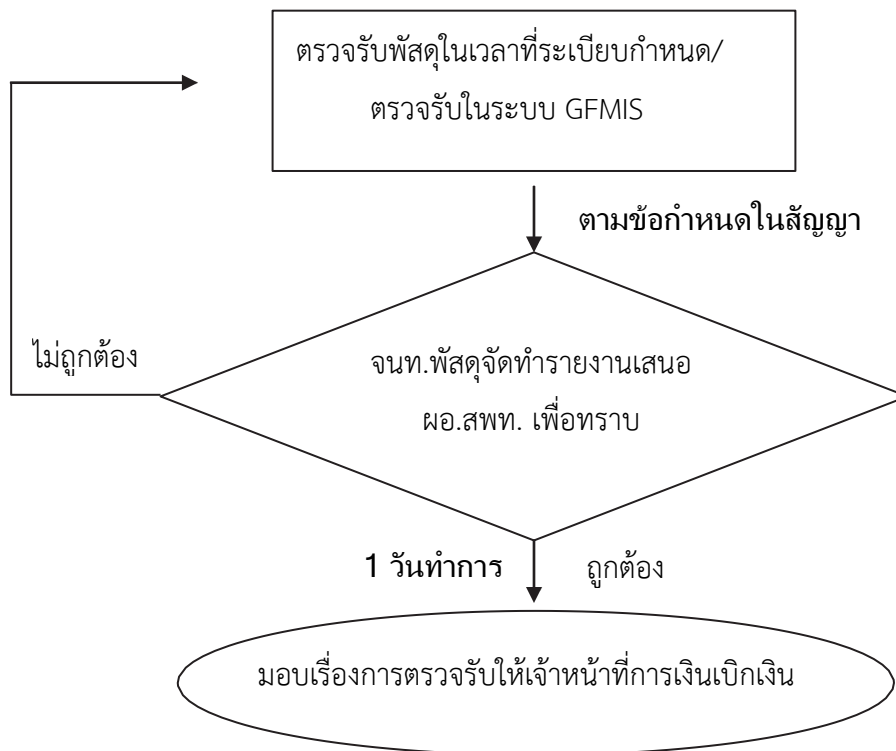 ตรวจรับพัสดุในเวลาที่ระเบียบกำหนด/
ตรวจรับในระบบ GFMIS
ตามข้อกำหนดในสัญญา
ไม่ถูกต้อง
จนท.พัสดุจัดทำรายงานเสนอ
ผอ.สพท. เพื่อทราบ
1 วันทำการ
ถูกต้อง
มอบเรื่องการตรวจรับให้เจ้าหน้าที่การเงินเบิกเงิน